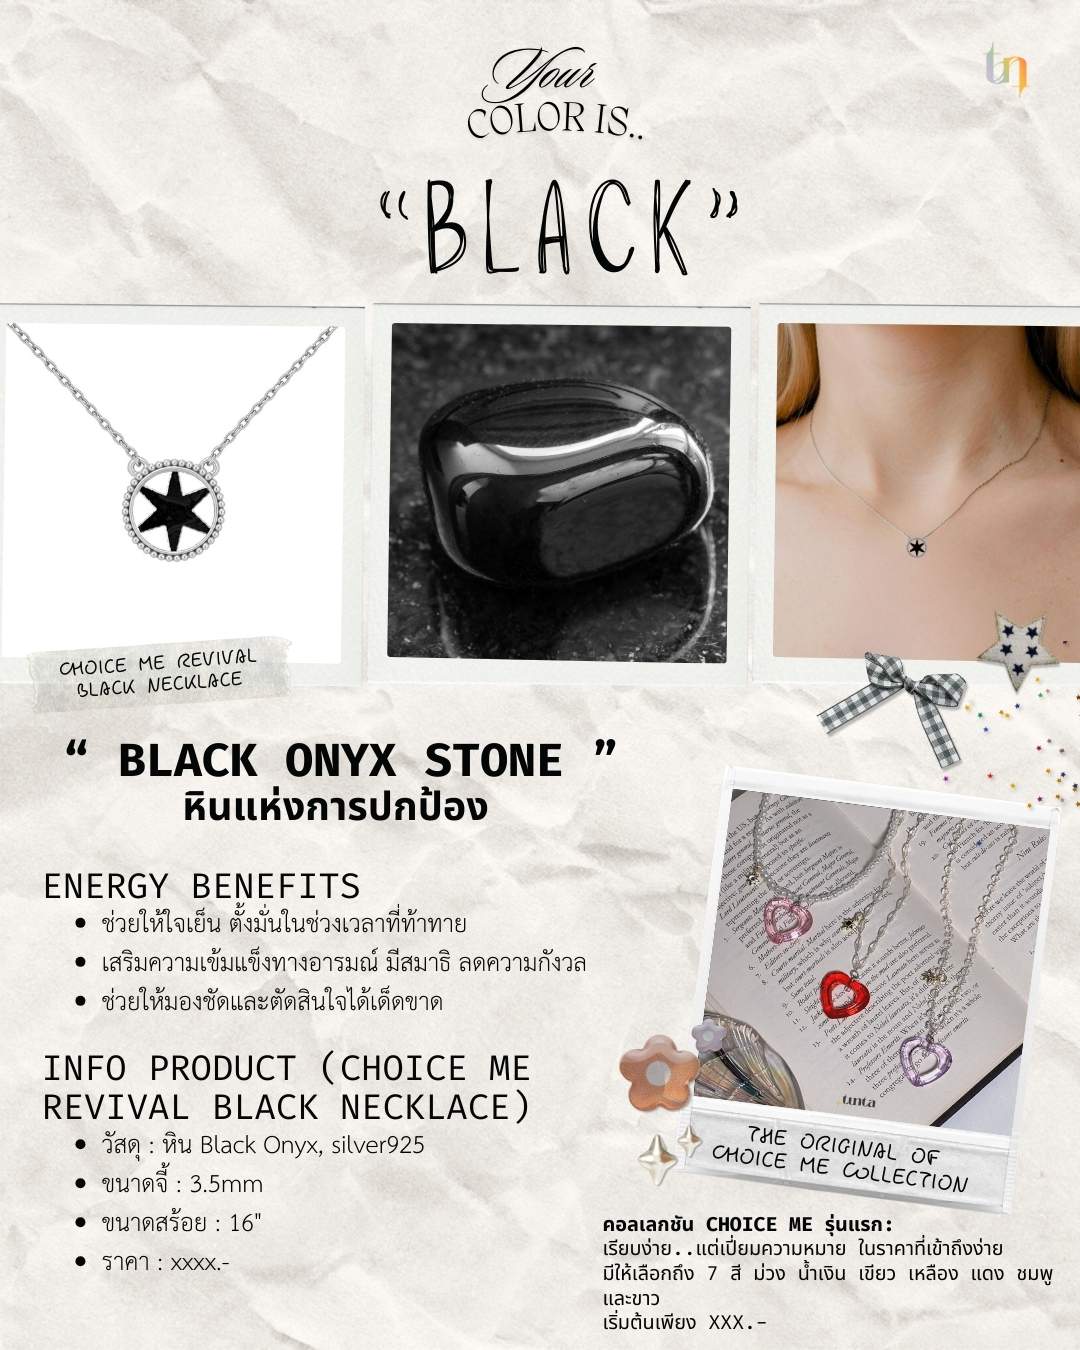 Your
COLOR IS..
“BLACK”
tn
CHOICE ME REVIVAL
BLACK NECKLACE
“ BLACK ONYX STONE ”
หินแห่งการปกป้อง
ENERGY BENEFITS
• ช่วยให้ใจเย็น ตั้งมั่นในช่วงเวลาที่ท้าทาย
• เสริมความเข้มแข็งทางอารมณ์ มีสมาธิ ลดความกังวล
• ช่วยให้มองชัดและตัดสินใจได้เด็ดขาด
INFO PRODUCT (CHOICE ME
REVIVAL BLACK NECKLACE)
• วัสดุ : หิน Black Onyx, silver925
• ขนาดจี้ : 3.5mm
• ขนาดสร้อย : 16"
• ราคา : xxxx.-
.tunta
THE ORIGINAL OF
CHOICE ME COLLECTION
คอลเลกชัน CHOICE ME รุ่นแรก:
เรียบง่าย..แต่เปี่ยมความหมาย ในราคาที่เข้าถึงง่าย
มีให้เลือกถึง 7 สี ม่วง น้ำเงิน เขียว เหลือง แดง ชมพู
และขาว
เริ่มต้นเพียง XXX.-